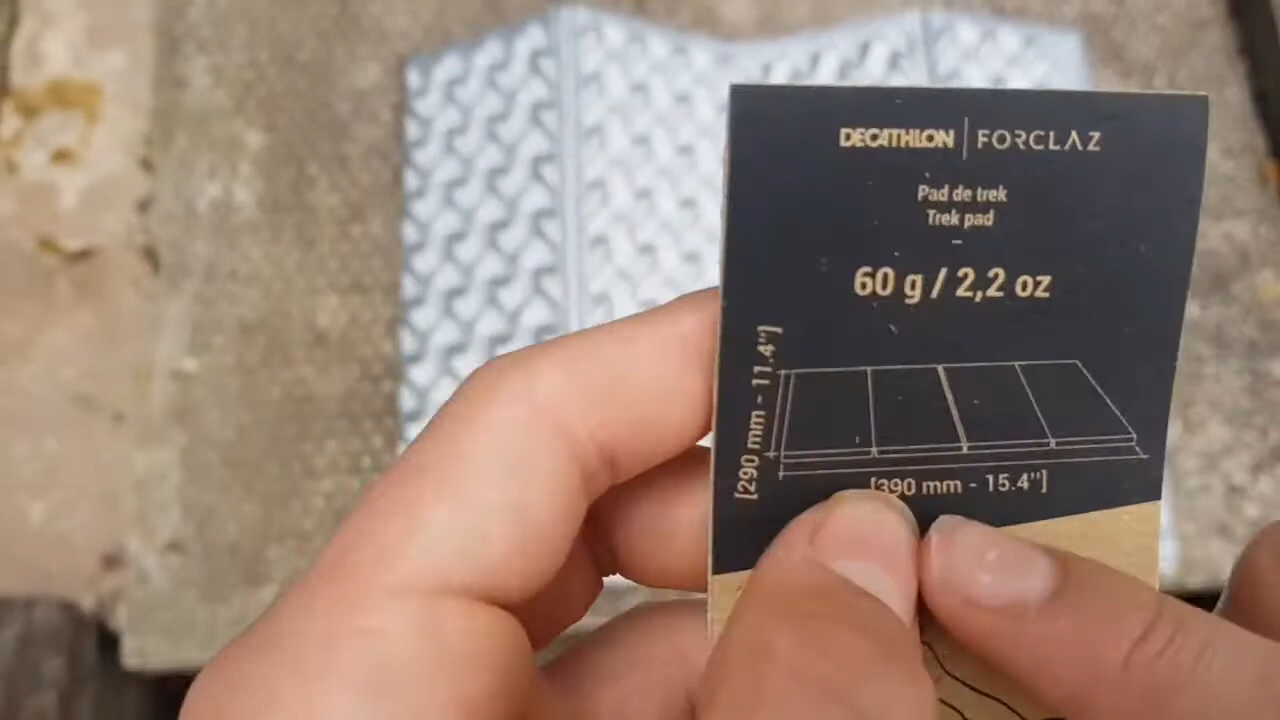 DECATHLON | FORCLAZ
Pad de trek
Trek pad
60 g / 2,2 oz
[290 mm - 11.4"]
[390 mm - 15.4"]